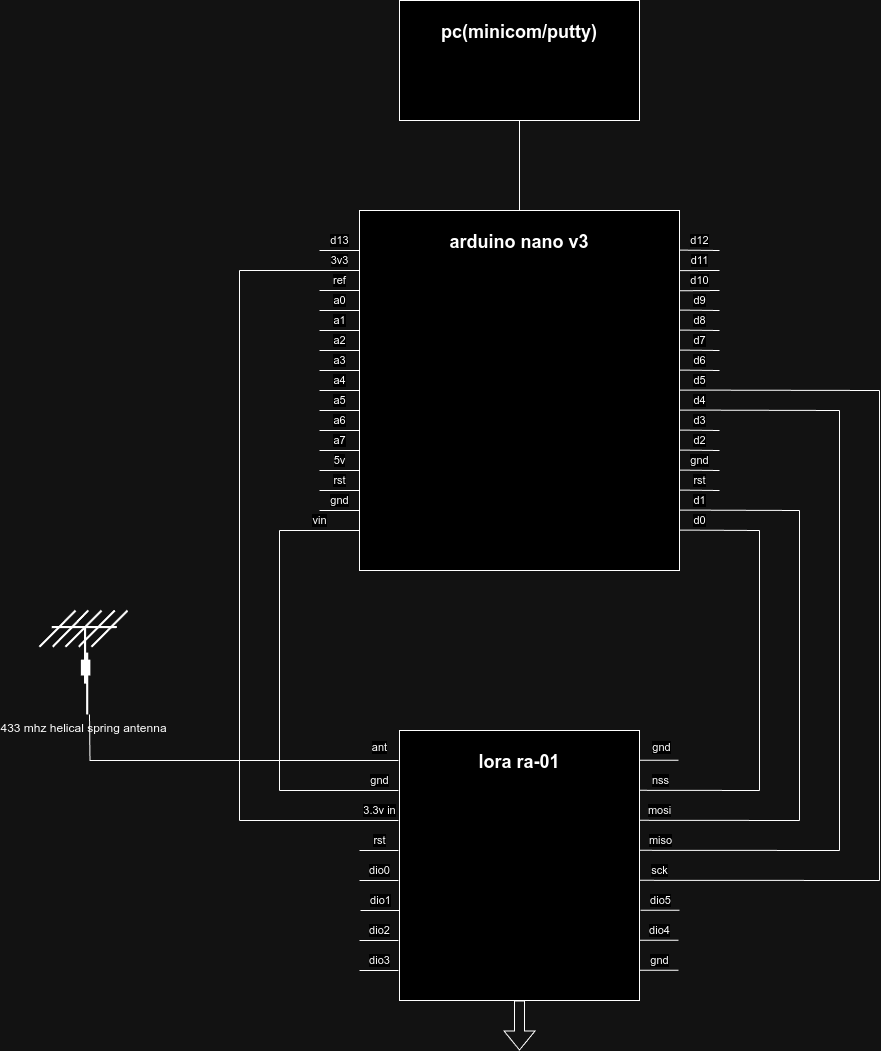 pc(minicom/putty)
arduino nano v3
d13
3v3
ref
a0
a1
a2
a3
a4
a5
a6
a7
5v
rst
gnd
vin
d12
d11
d10
d9
d8
d7
d6
d5
d4
d3
d2
gnd
rst
d1
d0
433 mhz helical spring antenna
lora ra-01
ant
gnd
3.3v in
rst
dio0
dio1
dio2
dio3
gnd
nss
mosi
miso
sck
dio5
dio4
gnd